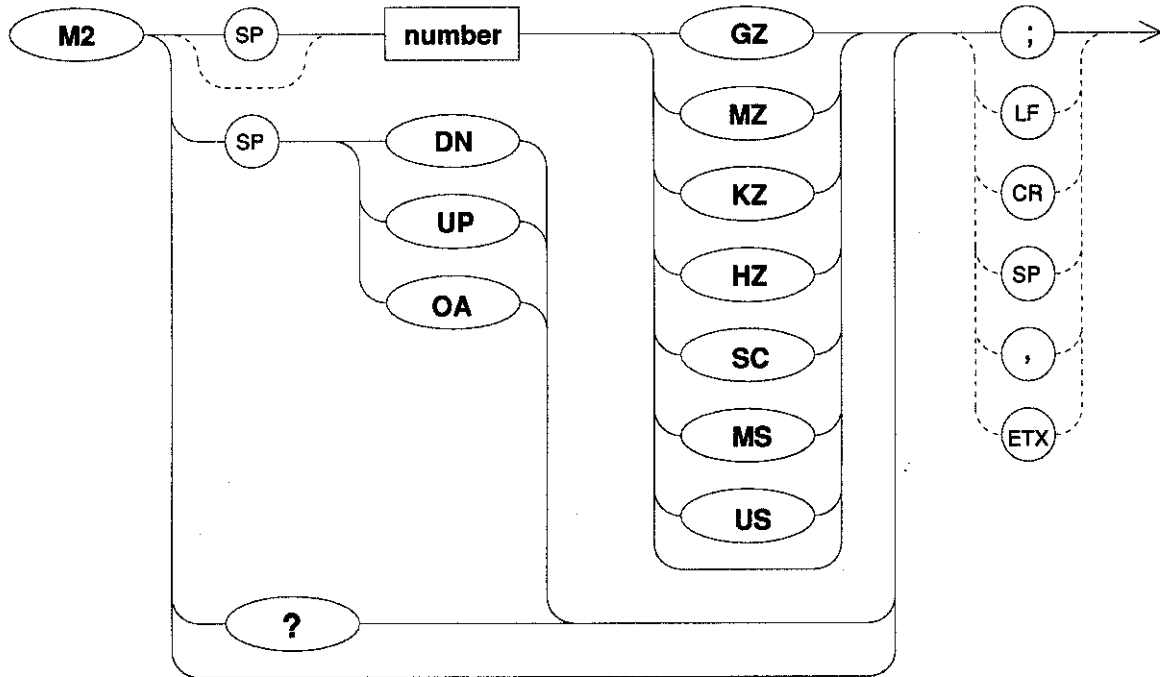 M2 SP number GZ ;
MZ LF
SP DN
KZ CR
UP
HZ SP
OA
SC ,
MS ETX
US
?